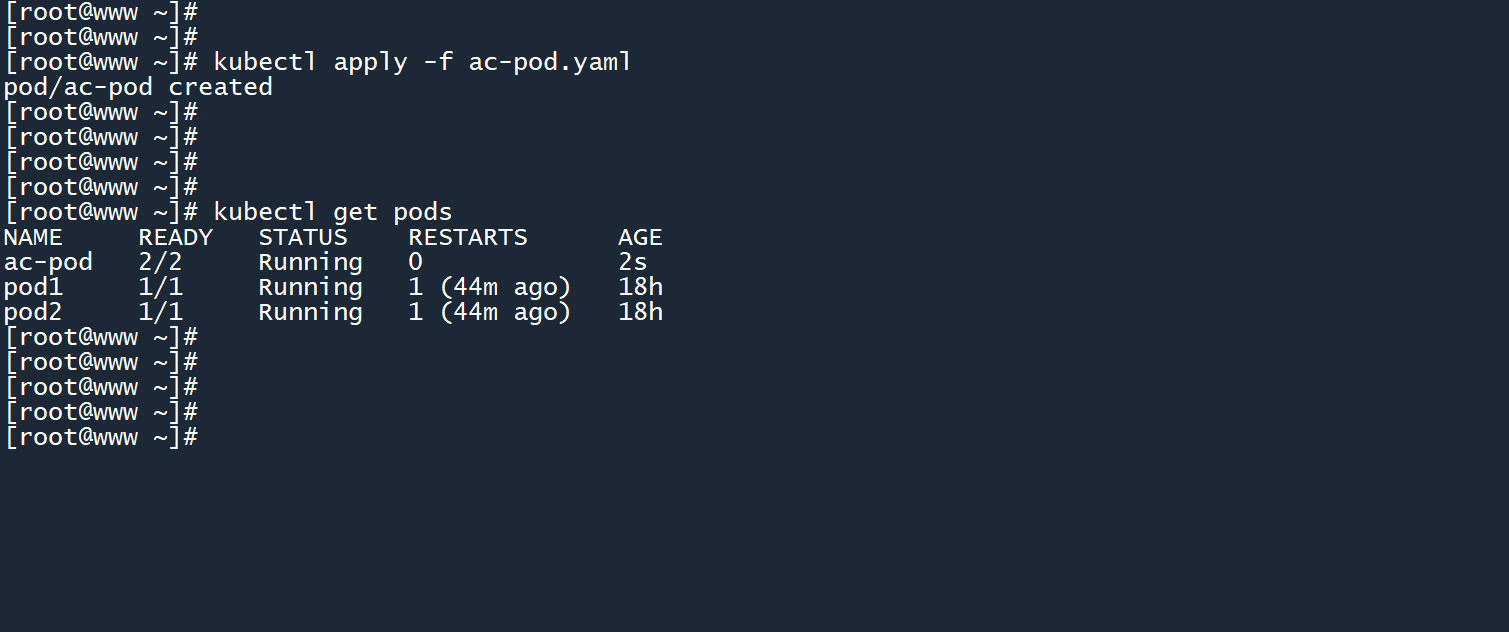 [root@www ~]#
[root@www ~]#
[root@www ~]# kubectl apply -f ac-pod.yaml
pod/ac-pod created
[root@www ~]#
[root@www ~]#
[root@www ~]#
[root@www ~]#
[root@www ~]# kubectl get pods
NAME     READY   STATUS    RESTARTS      AGE
ac-pod   2/2     Running   0             2s
pod1     1/1     Running   1 (44m ago)   18h
pod2     1/1     Running   1 (44m ago)   18h
[root@www ~]#
[root@www ~]#
[root@www ~]#
[root@www ~]#
[root@www ~]#